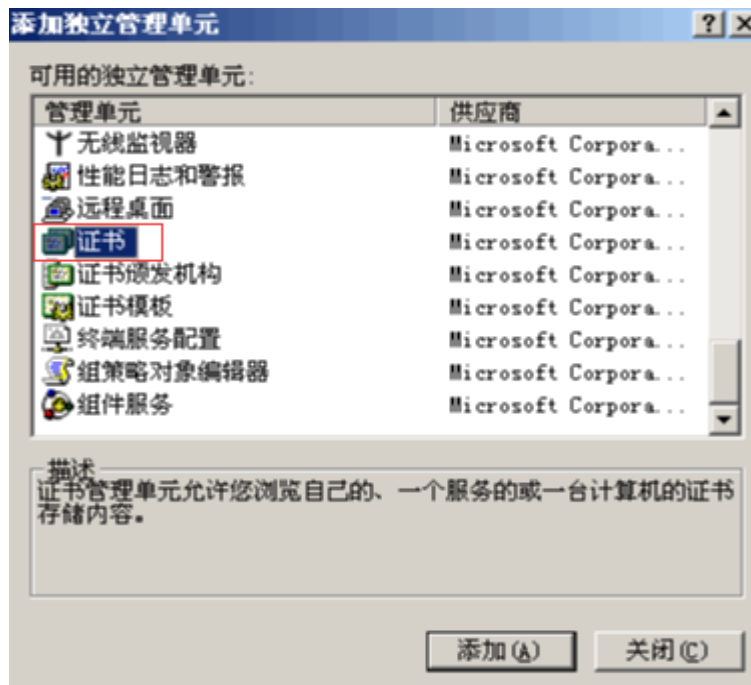 添加独立管理单元
可用的独立管理单元:
管理单元 供应商
无线监视器 Microsoft Corpora...
性能日志和警报 Microsoft Corpora...
远程桌面 Microsoft Corpora...
证书 Microsoft Corpora...
证书颁发机构 Microsoft Corpora...
证书模板 Microsoft Corpora...
终端服务配置 Microsoft Corpora...
组策略对象编辑器 Microsoft Corpora...
组件服务 Microsoft Corpora...
描述
证书管理单元允许您浏览自己的、一个服务的或一台计算机的证书
存储内容。
添加(A) 关闭(C)